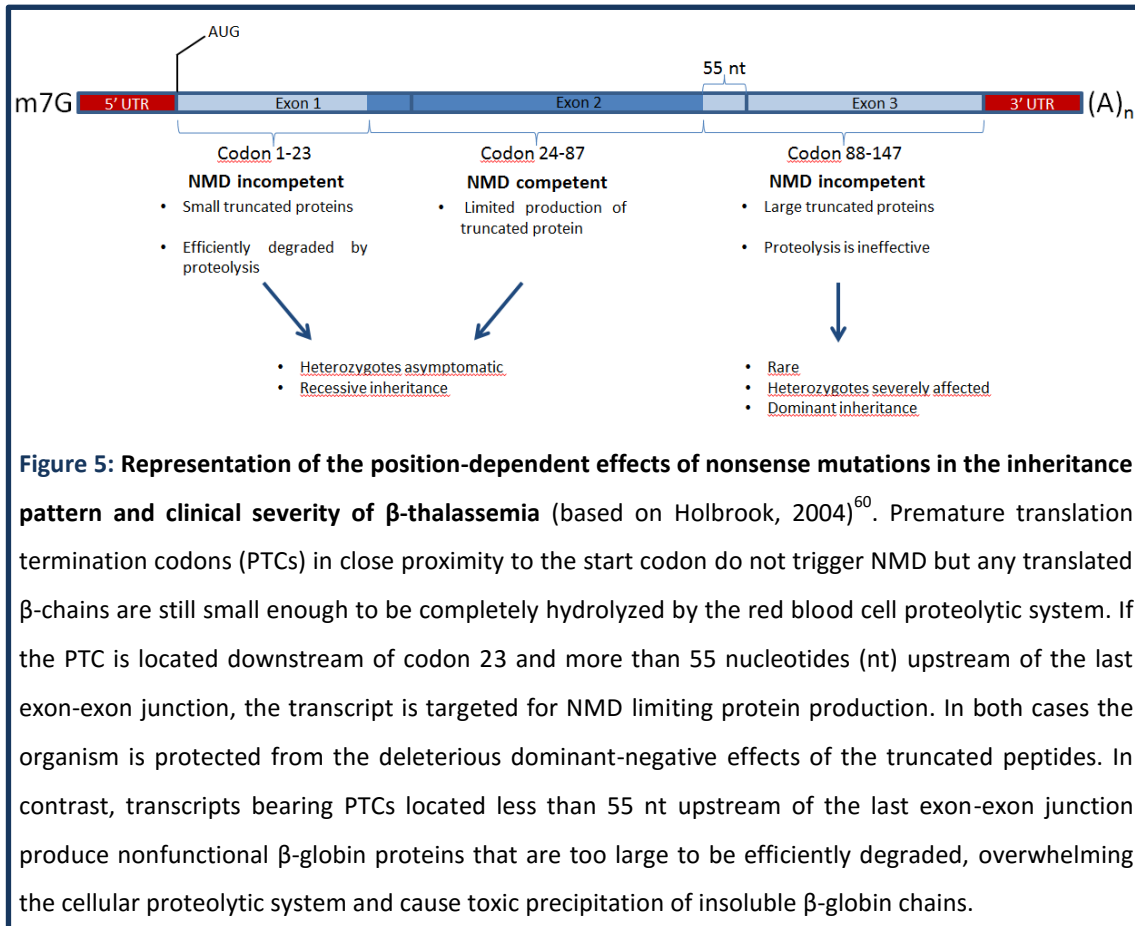 AUG
55 nt
m7G 5' UTR Exon 1 Exon 2 Exon 3 3' UTR (A)n
Codon 1-23
NMD incompetent
• Small truncated proteins
• Efficiently degraded by
proteolysis
Codon 24-87
NMD competent
• Limited production of
truncated protein
Codon 88-147
NMD incompetent
• Large truncated proteins
• Proteolysis is ineffective
• Heterozygotes asymptomatic
• Recessive inheritance
• Rare
• Heterozygotes severely affected
• Dominant inheritance
Figure 5: Representation of the position-dependent effects of nonsense mutations in the inheritance
pattern and clinical severity of β-thalassemia (based on Holbrook, 2004)60. Premature translation
termination codons (PTCs) in close proximity to the start codon do not trigger NMD but any translated
β-chains are still small enough to be completely hydrolyzed by the red blood cell proteolytic system. If
the PTC is located downstream of codon 23 and more than 55 nucleotides (nt) upstream of the last
exon-exon junction, the transcript is targeted for NMD limiting protein production. In both cases the
organism is protected from the deleterious dominant-negative effects of the truncated peptides. In
contrast, transcripts bearing PTCs located less than 55 nt upstream of the last exon-exon junction
produce nonfunctional β-globin proteins that are too large to be efficiently degraded, overwhelming
the cellular proteolytic system and cause toxic precipitation of insoluble β-globin chains.